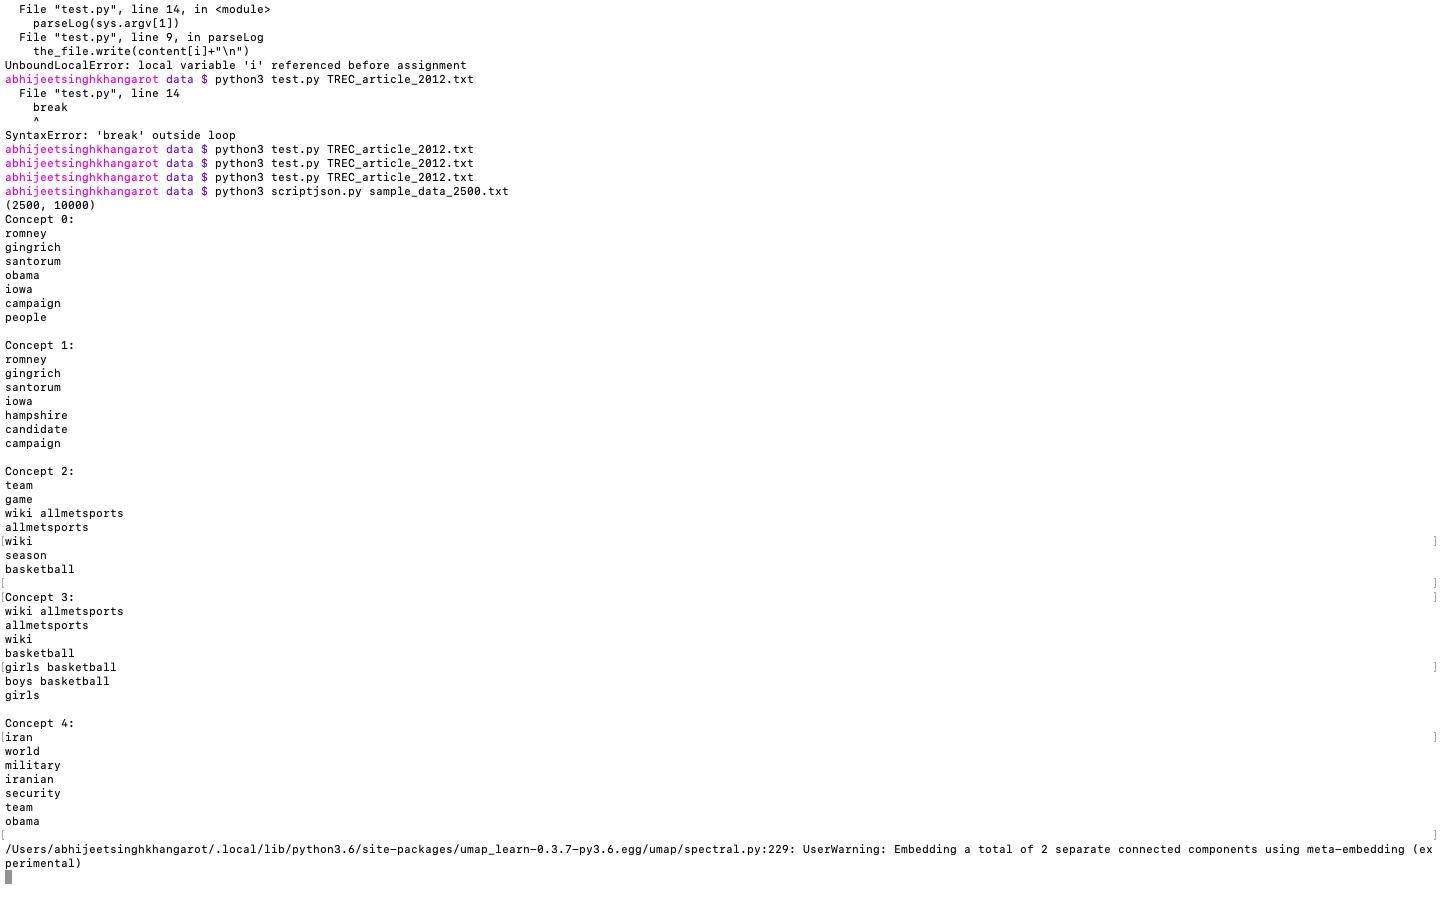 File "test.py", line 14, in <module>
    parseLog(sys.argv[1])
  File "test.py", line 9, in parseLog
    the_file.write(content[i]+"\n")
UnboundLocalError: local variable 'i' referenced before assignment
abhijeetsinghkhangarot data $ python3 test.py TREC_article_2012.txt
  File "test.py", line 14
    break
    ^
SyntaxError: 'break' outside loop
abhijeetsinghkhangarot data $ python3 test.py TREC_article_2012.txt
abhijeetsinghkhangarot data $ python3 test.py TREC_article_2012.txt
abhijeetsinghkhangarot data $ python3 test.py TREC_article_2012.txt
abhijeetsinghkhangarot data $ python3 scriptjson.py sample_data_2500.txt
(2500, 10000)
Concept 0:
romney
gingrich
santorum
obama
iowa
campaign
people

Concept 1:
romney
gingrich
santorum
iowa
hampshire
candidate
campaign

Concept 2:
team
game
wiki allmetsports
allmetsports
[wiki ]
season
basketball
[ ]
[Concept 3: ]
wiki allmetsports
allmetsports
wiki
basketball
[girls basketball ]
boys basketball
girls

Concept 4:
[iran ]
world
military
iranian
security
team
obama
[ ]
/Users/abhijeetsinghkhangarot/.local/lib/python3.6/site-packages/umap_learn-0.3.7-py3.6.egg/umap/spectral.py:229: UserWarning: Embedding a total of 2 separate connected components using meta-embedding (ex
perimental)